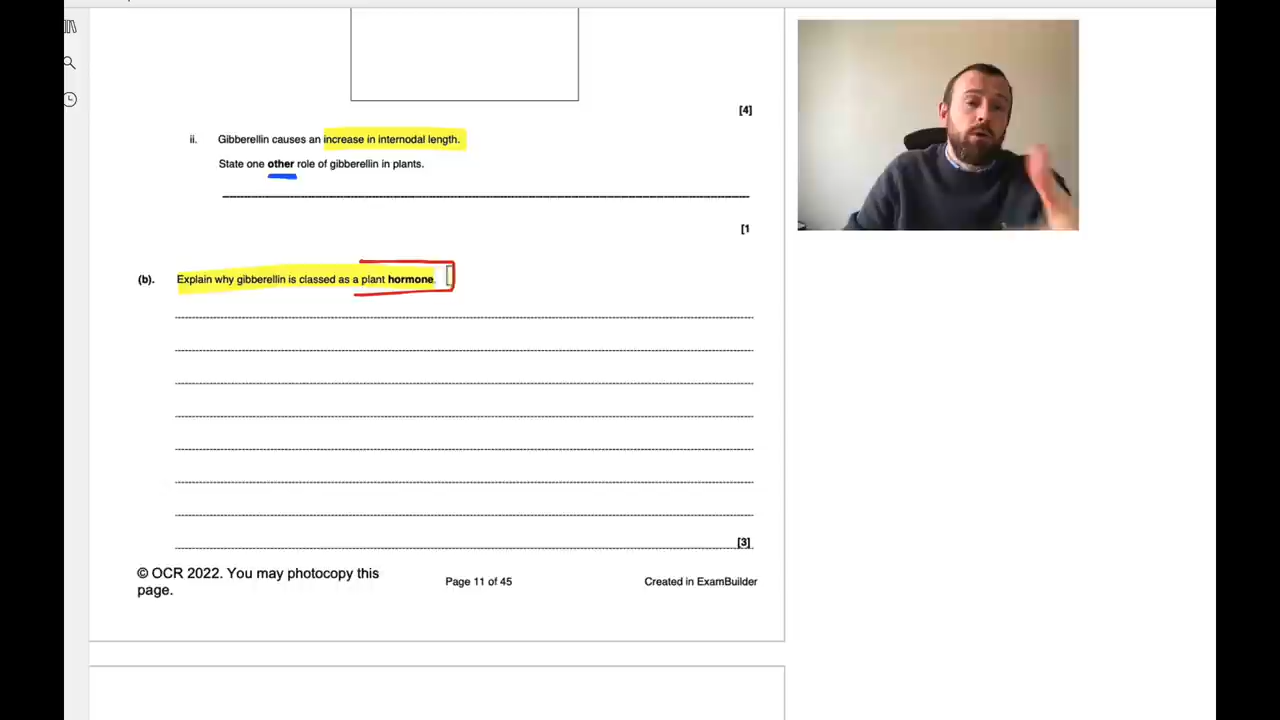 [4]
ii. Gibberellin causes an increase in internodal length.
State one other role of gibberellin in plants.
[1
(b). Explain why gibberellin is classed as a plant hormone.
[3]
© OCR 2022. You may photocopy this
page.
Page 11 of 45
Created in ExamBuilder